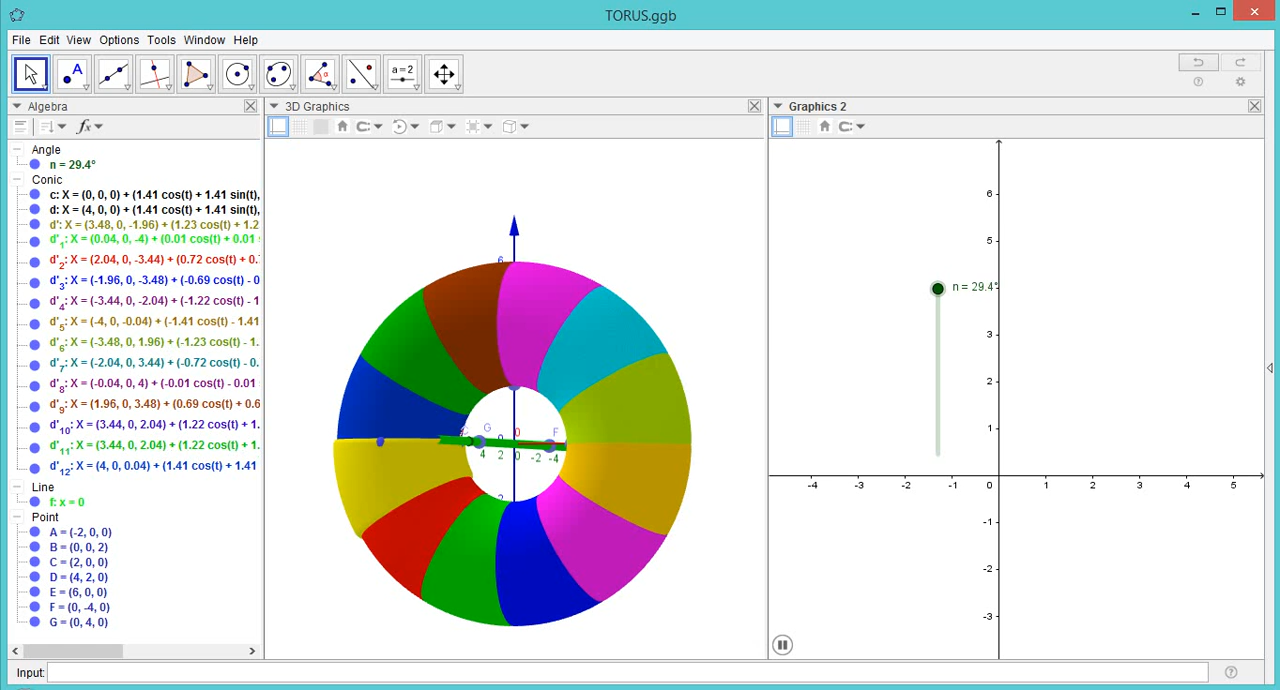 TORUS.ggb
File Edit View Options Tools Window Help
A
α
a = 2
Algebra
3D Graphics
Graphics 2
fx
Angle
n = 29.4°
Conic
c: X = (0, 0, 0) + (1.41 cos(t) + 1.41 sin(t),
d: X = (4, 0, 0) + (1.41 cos(t) + 1.41 sin(t),
d': X = (3.48, 0, -1.96) + (1.23 cos(t) + 1.2
d'1: X = (0.04, 0, -4) + (0.01 cos(t) + 0.01
d'2: X = (2.04, 0, -3.44) + (0.72 cos(t) + 0.
d'3: X = (-1.96, 0, -3.48) + (-0.69 cos(t) - 0
d'4: X = (-3.44, 0, -2.04) + (-1.22 cos(t) - 1
d'5: X = (-4, 0, -0.04) + (-1.41 cos(t) - 1.41
d'6: X = (-3.48, 0, 1.96) + (-1.23 cos(t) - 1.
d'7: X = (-2.04, 0, 3.44) + (-0.72 cos(t) - 0.
d'8: X = (-0.04, 0, 4) + (-0.01 cos(t) - 0.01
d'9: X = (1.96, 0, 3.48) + (0.69 cos(t) + 0.6
d'10: X = (3.44, 0, 2.04) + (1.22 cos(t) + 1.
d'11: X = (3.44, 0, 2.04) + (1.22 cos(t) + 1.
d'12: X = (4, 0, 0.04) + (1.41 cos(t) + 1.41
Line
f: x = 0
Point
A = (-2, 0, 0)
B = (0, 0, 2)
C = (2, 0, 0)
D = (4, 2, 0)
E = (6, 0, 0)
F = (0, -4, 0)
G = (0, 4, 0)
6
G 0 F
0
4 2 0 -2 -4
6
5
n = 29.4°
3
2
1
-4 -3 -2 -1 0 1 2 3 4 5
-1
-2
-3
Input: